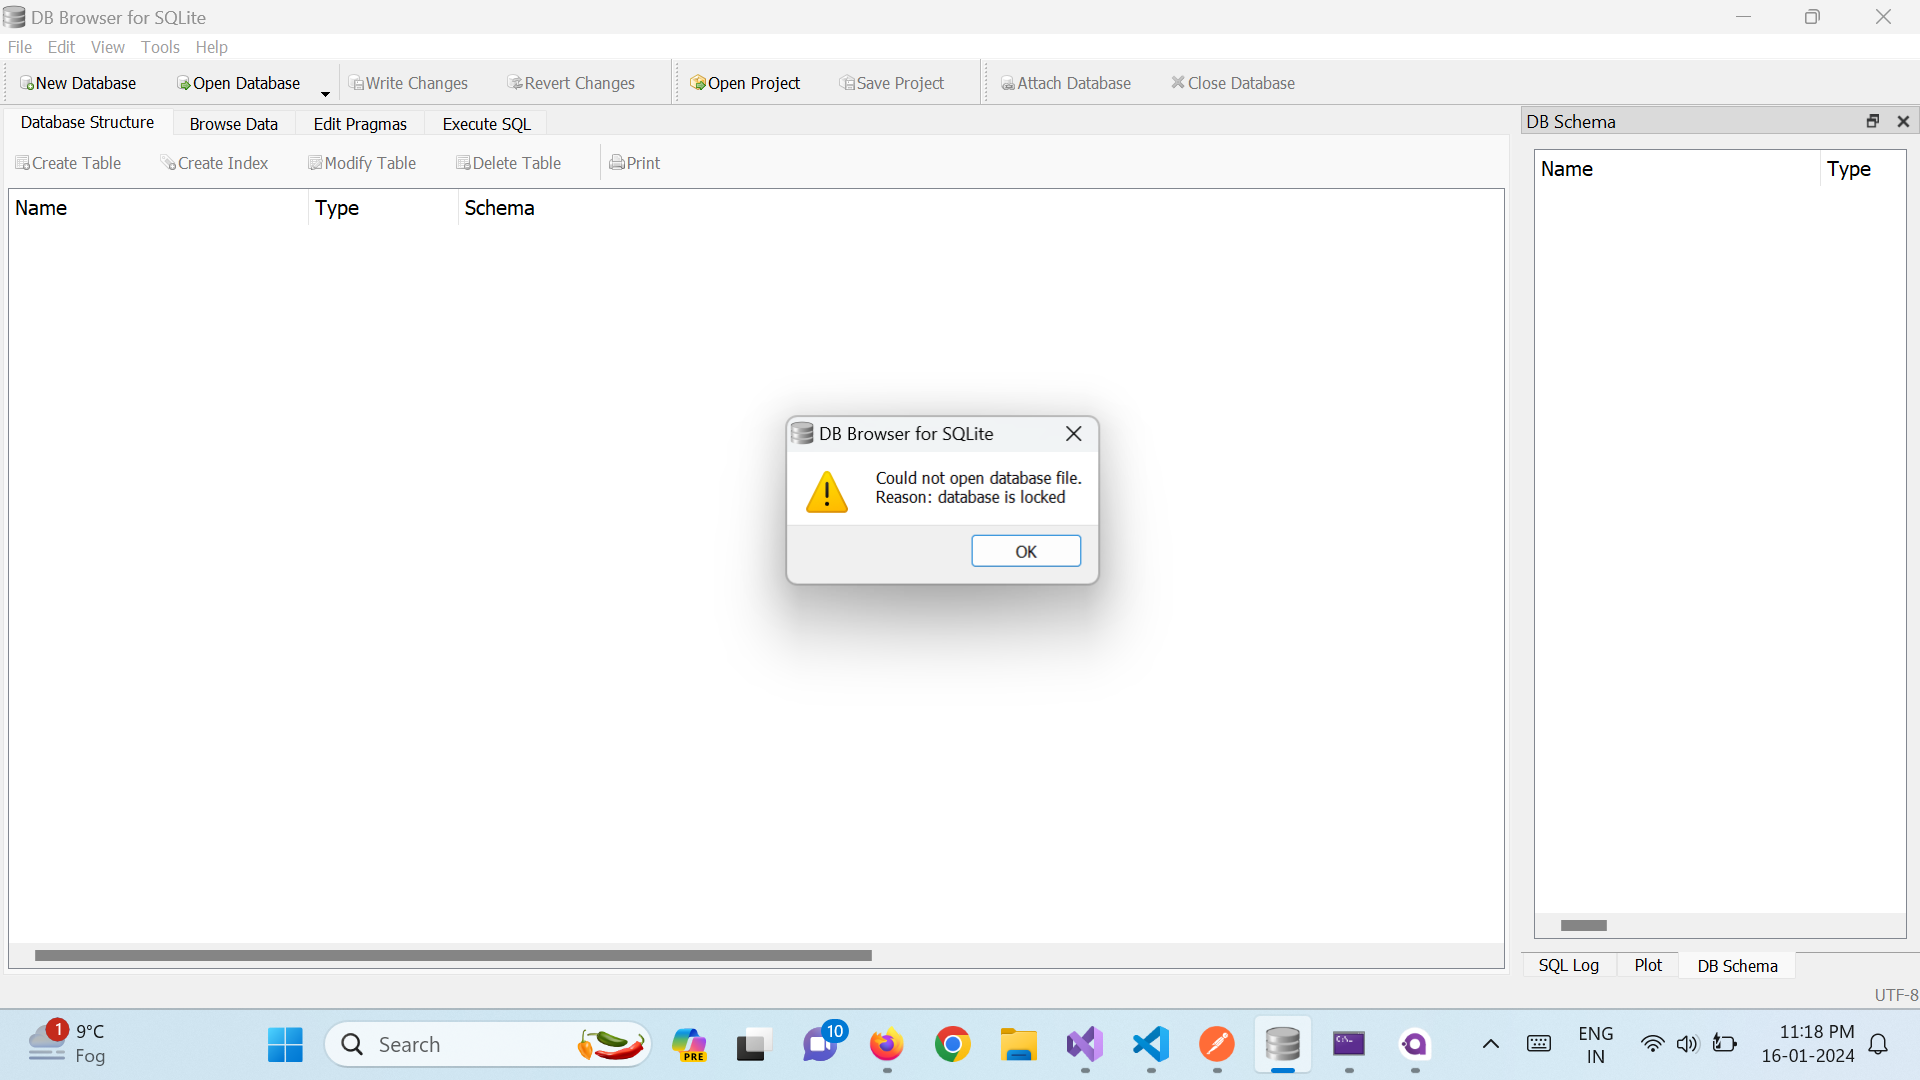 DB Browser for SQLite
File Edit View Tools Help
New Database Open Database Write Changes Revert Changes Open Project Save Project Attach Database Close Database
Database Structure Browse Data Edit Pragmas Execute SQL
Create Table Create Index Modify Table Delete Table Print
Name Type Schema
DB Schema
Name Type
DB Browser for SQLite
Could not open database file.
Reason: database is locked
OK
SQL Log Plot DB Schema
UTF-8
1 9°C
Fog
Search
PRE
10
C:\_
ENG
IN
11:18 PM
16-01-2024